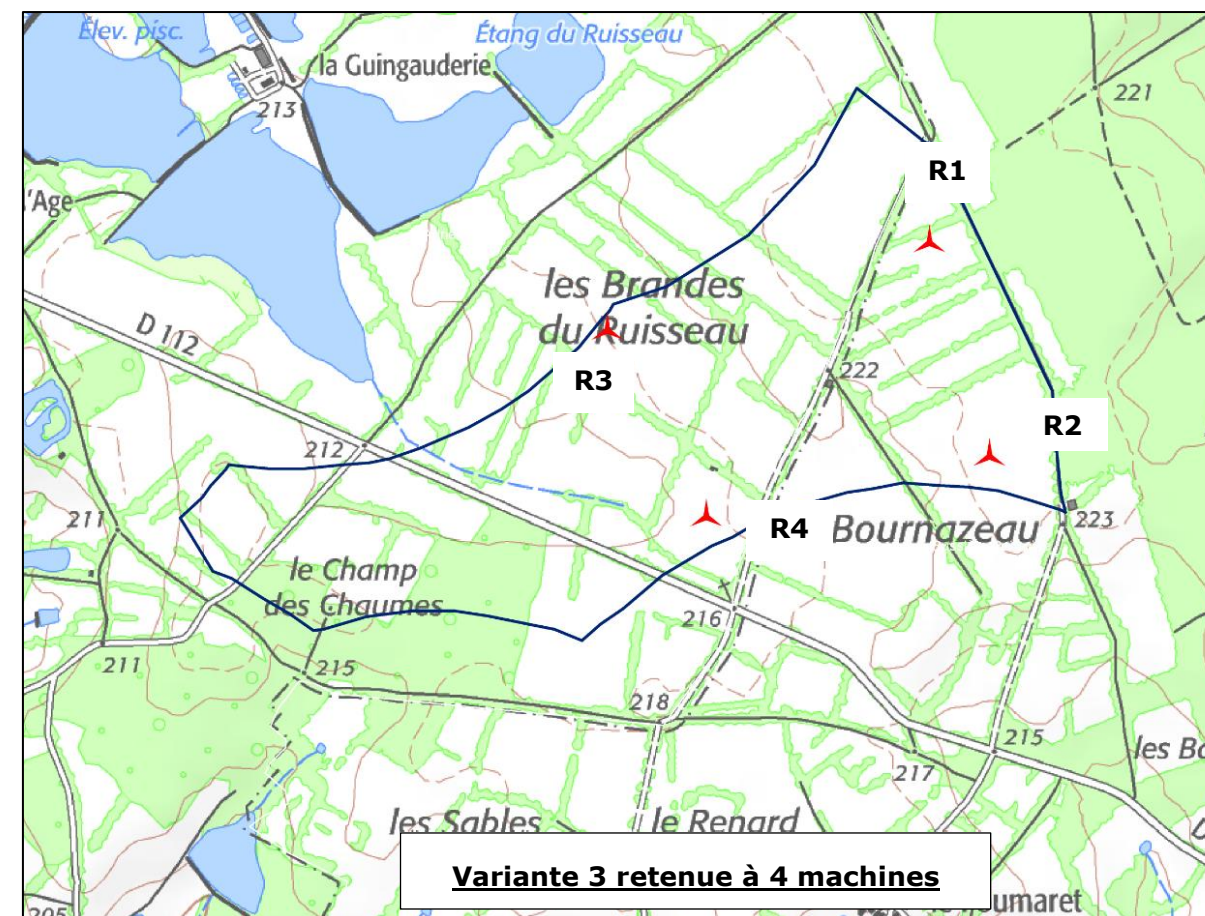 Élev. pisc.
Étang du Ruisseau
la Guingauderie
213
221
l'Age
R1
les Brandes
du Ruisseau
D 112
222
R3
R2
212
211
R4
Bournazeau
223
le Champ
des Chaumes
216
211
215
218
215
217
les Sables
le Renard
Variante 3 retenue à 4 machines
205